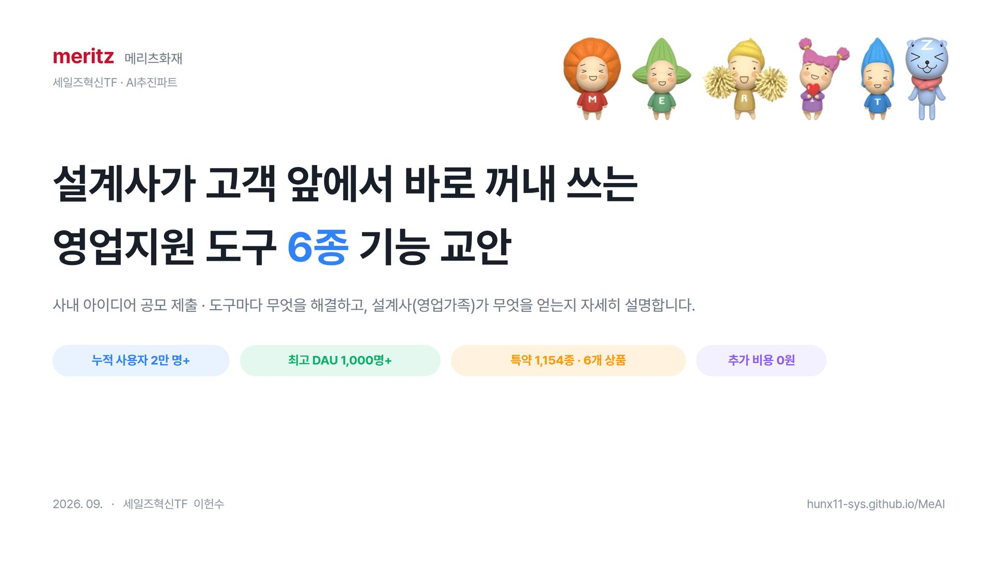 meritz 메리츠화재
세일즈혁신TF · AI추진파트
M E R I T Z
설계사가 고객 앞에서 바로 꺼내 쓰는
영업지원 도구 6종 기능 교안
사내 아이디어 공모 제출 · 도구마다 무엇을 해결하고, 설계사(영업가족)가 무엇을 얻는지 자세히 설명합니다.
누적 사용자 2만 명+
최고 DAU 1,000명+
특약 1,154종 · 6개 상품
추가 비용 0원
2026. 09. · 세일즈혁신TF 이헌수
hunx11-sys.github.io/MeAI